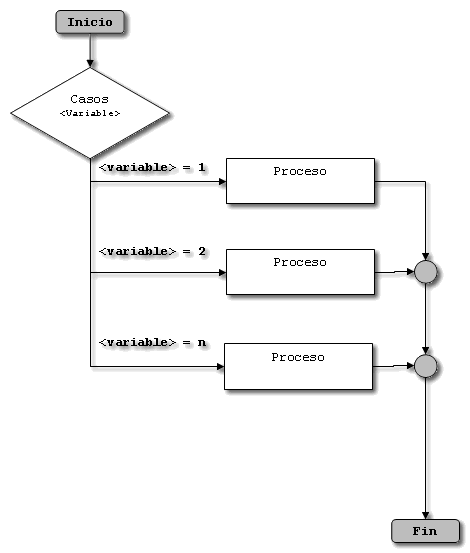 Inicio
Casos
<Variable>
<variable> = 1
Proceso
<variable> = 2
Proceso
<variable> = n
Proceso
Fin